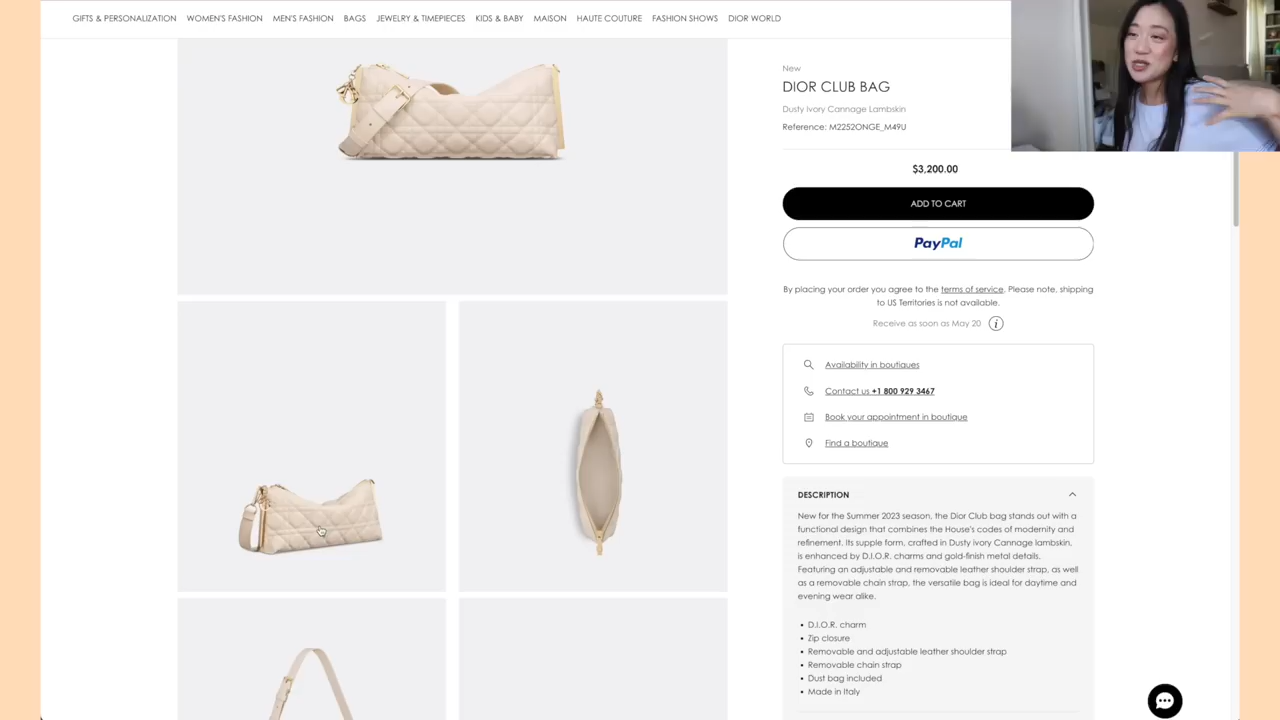 GIFTS & PERSONALIZATION WOMEN'S FASHION MEN'S FASHION BAGS JEWELRY & TIMEPIECES KIDS & BABY MAISON HAUTE COUTURE FASHION SHOWS DIOR WORLD
New
DIOR CLUB BAG
Dusty Ivory Cannage Lambskin
Reference: M2252ONGE_M49U
$3,200.00
ADD TO CART
PayPal
By placing your order you agree to the terms of service. Please note, shipping
to US Territories is not available.
Receive as soon as May 20 i
Availability in boutiques
Contact us +1 800 929 3467
Book your appointment in boutique
Find a boutique
DESCRIPTION
New for the Summer 2023 season, the Dior Club bag stands out with a
functional design that combines the House's codes of modernity and
refinement. Its supple form, crafted in Dusty ivory Cannage lambskin,
is enhanced by D.I.O.R. charms and gold-finish metal details.
Featuring an adjustable and removable leather shoulder strap, as well
as a removable chain strap, the versatile bag is ideal for daytime and
evening wear alike.
• D.I.O.R. charm
• Zip closure
• Removable and adjustable leather shoulder strap
• Removable chain strap
• Dust bag included
• Made in Italy